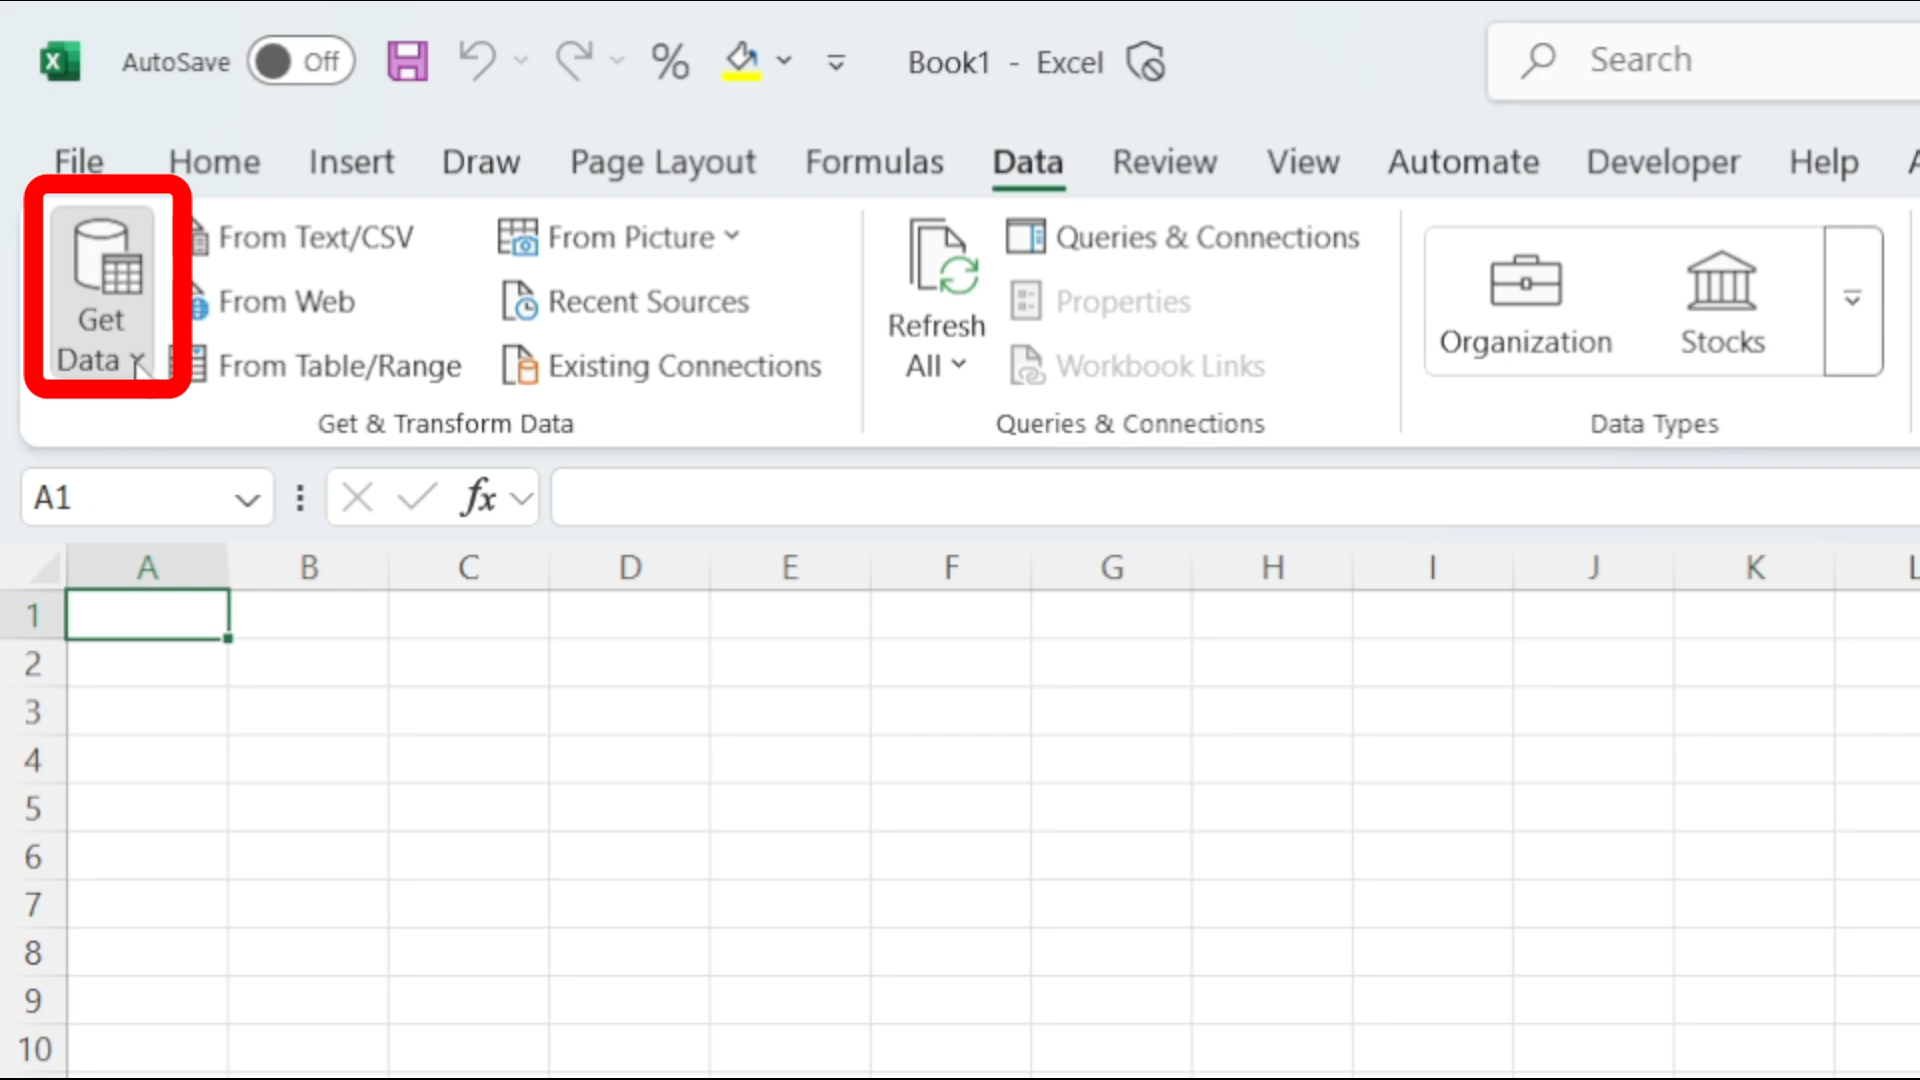 AutoSave Off % Book1 - Excel Search
File Home Insert Draw Page Layout Formulas Data Review View Automate Developer Help
Get Data
From Text/CSV
From Web
From Table/Range
From Picture
Recent Sources
Existing Connections
Get & Transform Data
Refresh All
Queries & Connections
Properties
Workbook Links
Queries & Connections
Organization
Stocks
Data Types
A1 fx
A B C D E F G H I J K L
1
2
3
4
5
6
7
8
9
10